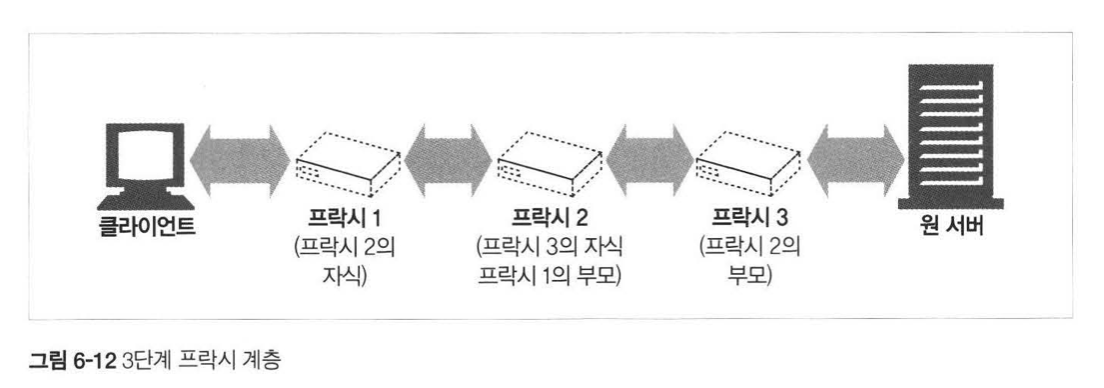 클라이언트
프락시 1
(프락시 2의
자식)
프락시 2
(프락시 3의 자식
프락시 1의 부모)
프락시 3
(프락시 2의
부모)
원 서버
그림 6-12 3단계 프락시 계층